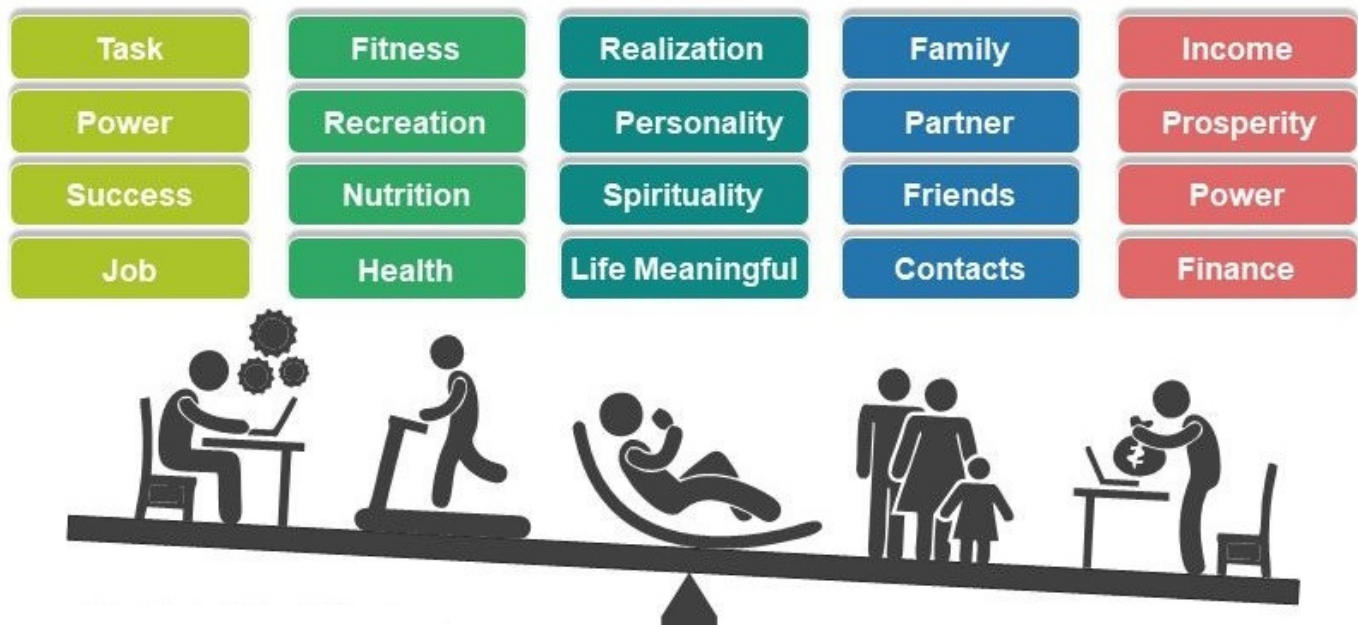 Task Fitness Realization Family Income
Power Recreation Personality Partner Prosperity
Success Nutrition Spirituality Friends Power
Job Health Life Meaningful Contacts Finance